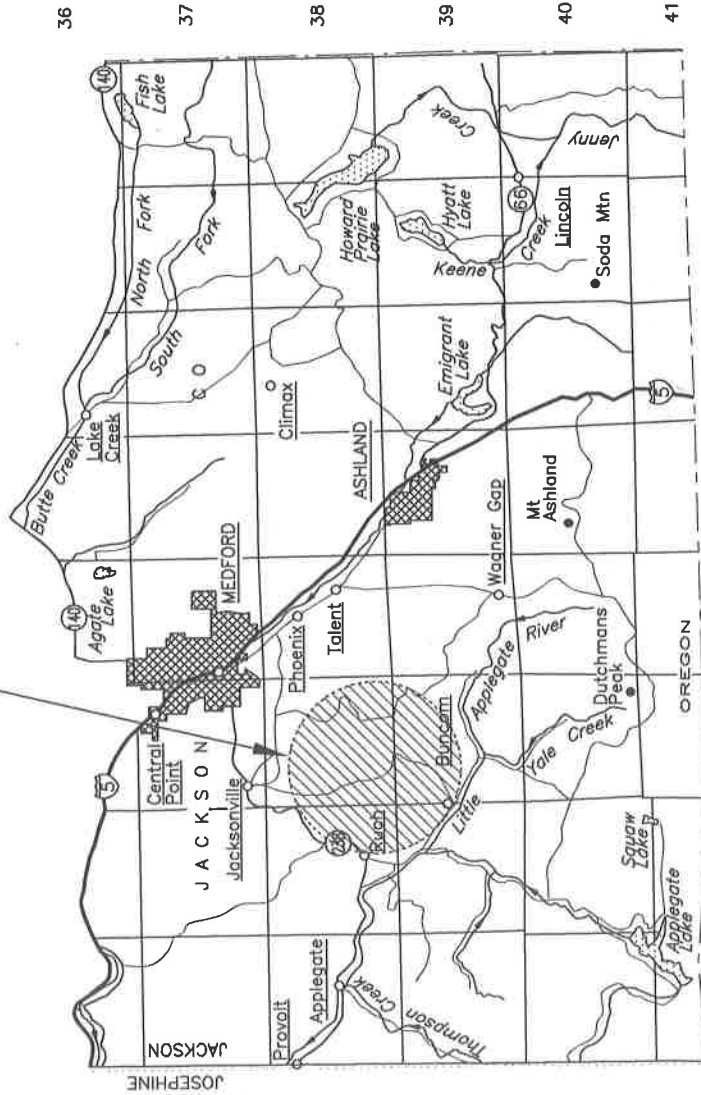 36
37
38
39
40
41
140
Fish
Lake
North Fork
South Fork
Butte Creek
Lake
Creek
CO
Climax
Howard
Prairie
Lake
Creek
Hyatt
Lake
Keene
Creek
66
Lincoln
Jenny
Soda Mtn
Emigrant
Lake
ASHLAND
5
Mt
Ashland
Wagner Gap
140
Agate
Lake
MEDFORD
Phoenix
Talent
Central
Point
5
JACKSON
Jacksonville
238
Ruch
Buncom
Little
Applegate
River
Yale Creek
Dutchmans
Peak
OREGON
Squaw
Lake
Applegate
Lake
Applegate
Provolt
Thompson
Creek
JACKSON
JOSEPHINE